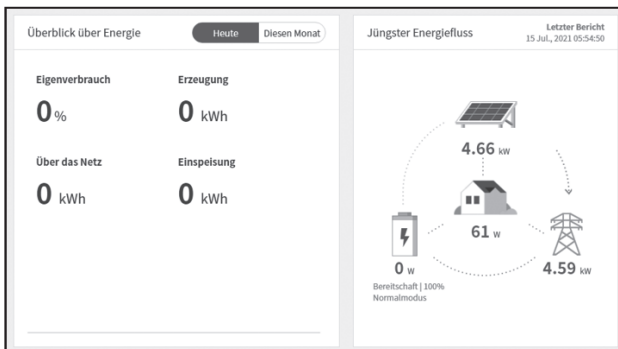 Überblick über Energie
Heute
Diesen Monat
Eigenverbrauch
0 %
Erzeugung
0 kWh
Über das Netz
0 kWh
Einspeisung
0 kWh
Jüngster Energiefluss
Letzter Bericht
15 Jul., 2021 05:54:50
4.66 kW
61 W
0 W
Bereitschaft | 100%
Normalmodus
4.59 kW